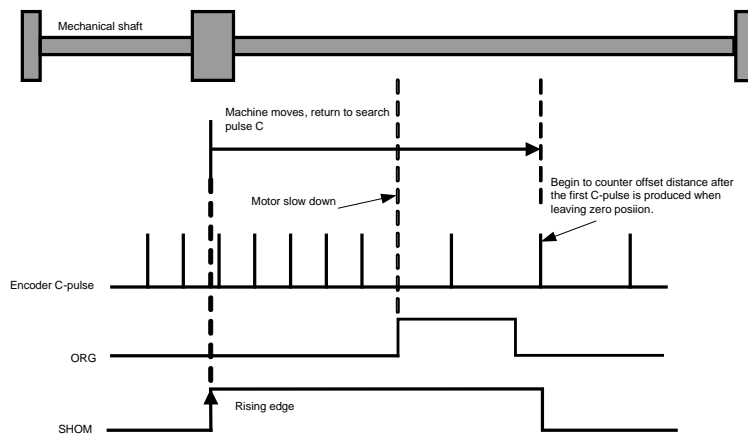 Mechanical shaft
Machine moves, return to search
pulse C
Motor slow down
Begin to counter offset distance after
the first C-pulse is produced when
leaving zero posiion.
Encoder C-pulse
ORG
Rising edge
SHOM